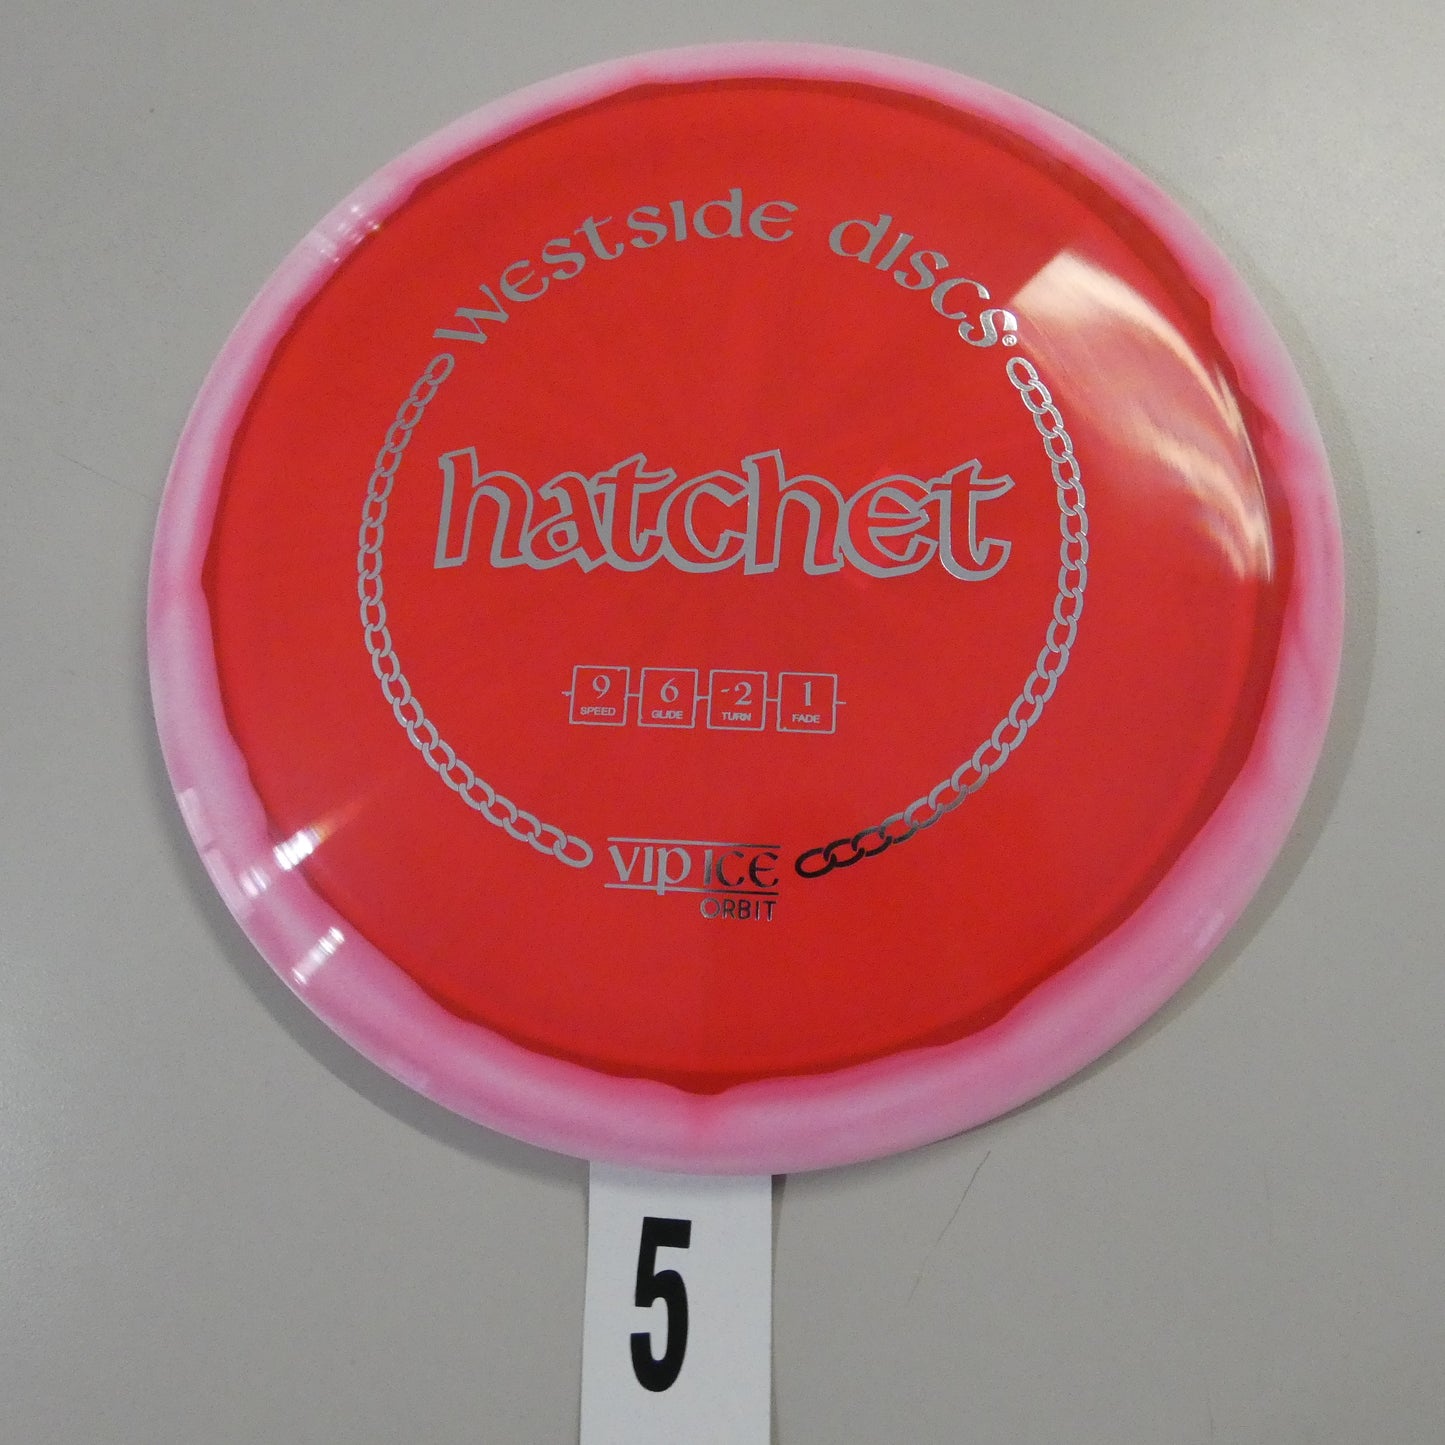 westside discs®
hatchet
9 6 -2 1
SPEED GLIDE TURN FADE
VIP ICE
ORBIT
5